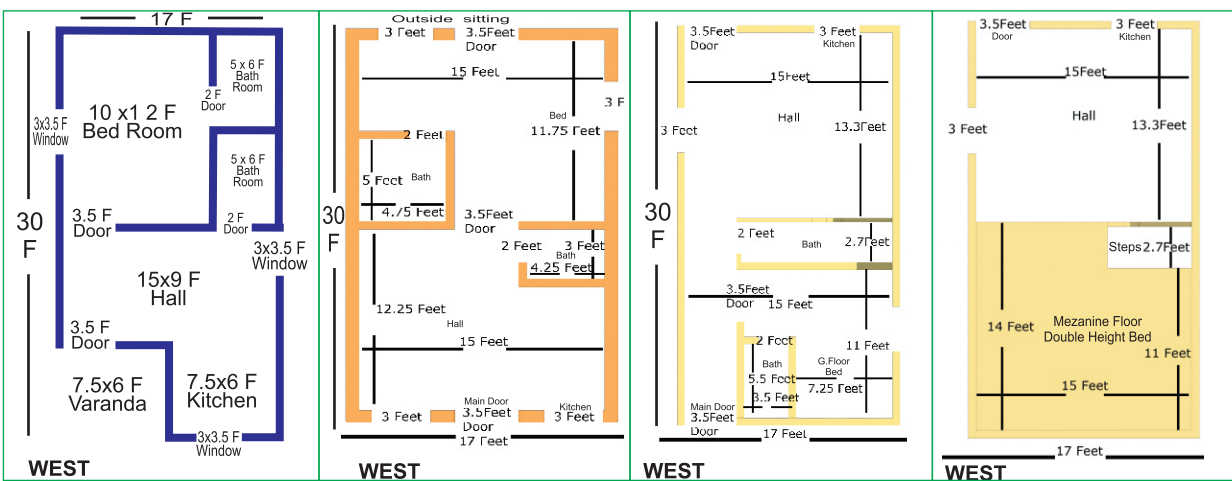 17 F
5 x 6 F
Bath
Room
2 F
Door
10 x1 2 F
Bed Room
3x3.5 F
Window
5 x 6 F
Bath
Room
30
F
3.5 F
Door
2 F
Door
3x3.5 F
Window
15x9 F
Hall
3.5 F
Door
7.5x6 F
Varanda
7.5x6 F
Kitchen
3x3.5 F
Window
WEST
Outside sitting
3 Feet
3.5Feet
Door
15 Feet
3 F
Bed
11.75 Feet
2 Feet
5 Feet
Bath
4.75 Feet
30
F
3.5Feet
Door
2 Feet
3 Feet
Bath
4.25 Feet
12.25 Feet
Hall
15 Feet
3 Feet
Main Door
3.5Feet
Door
Kitchen
3 Feet
17 Feet
WEST
3.5Feet
Door
3 Feet
Kitchen
15Feet
Hall
3 Feet
13.3Feet
30
F
2 Feet
Bath
2.7Feet
3.5Feet
Door
15 Feet
2 Feet
11 Feet
Bath
G.Floor
Bed
5.5 Feet
7.25 Feet
3.5 Feet
Main Door
3.5Feet
Door
17 Feet
WEST
3.5Feet
Door
3 Feet
Kitchen
15Feet
Hall
3 Feet
13.3Feet
Steps
2.7Feet
14 Feet
Mezanine Floor
Double Height Bed
11 Feet
15 Feet
17 Feet
WEST